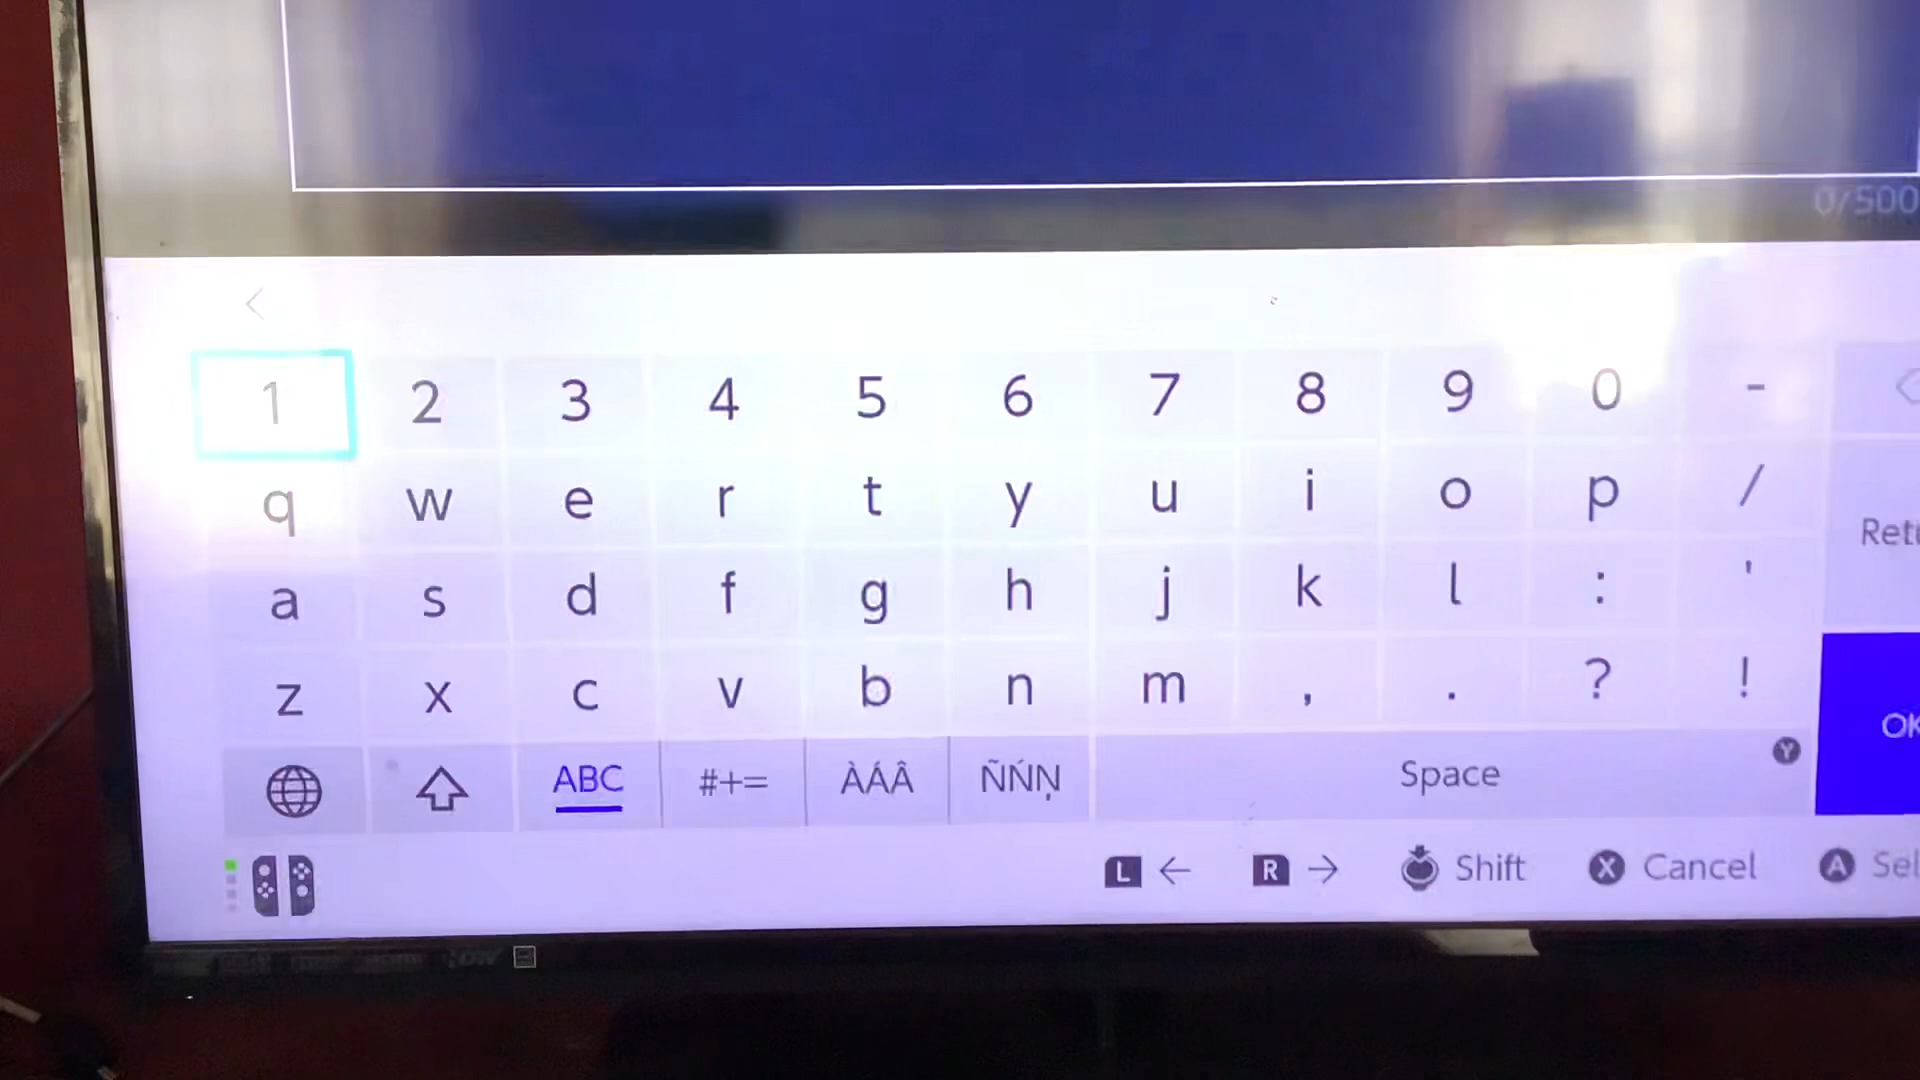 0/500
1 2 3 4 5 6 7 8 9 0 -
q w e r t y u i o p /
a s d f g h j k l : '
z x c v b n m , . ? !
ABC #+= ÀÁÂ ÑŃŅ Space Y
L ← R → Shift X Cancel A